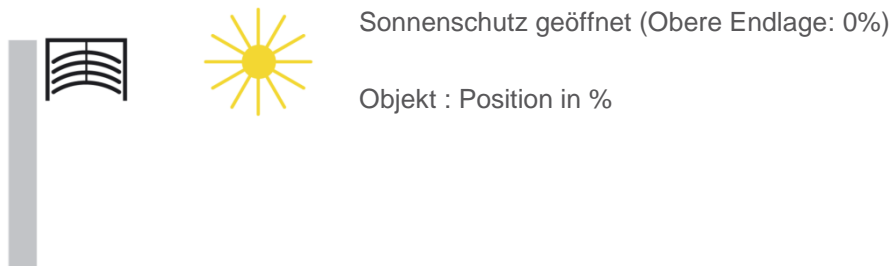 Sonnenschutz geöffnet (Obere Endlage: 0%)
Objekt : Position in %